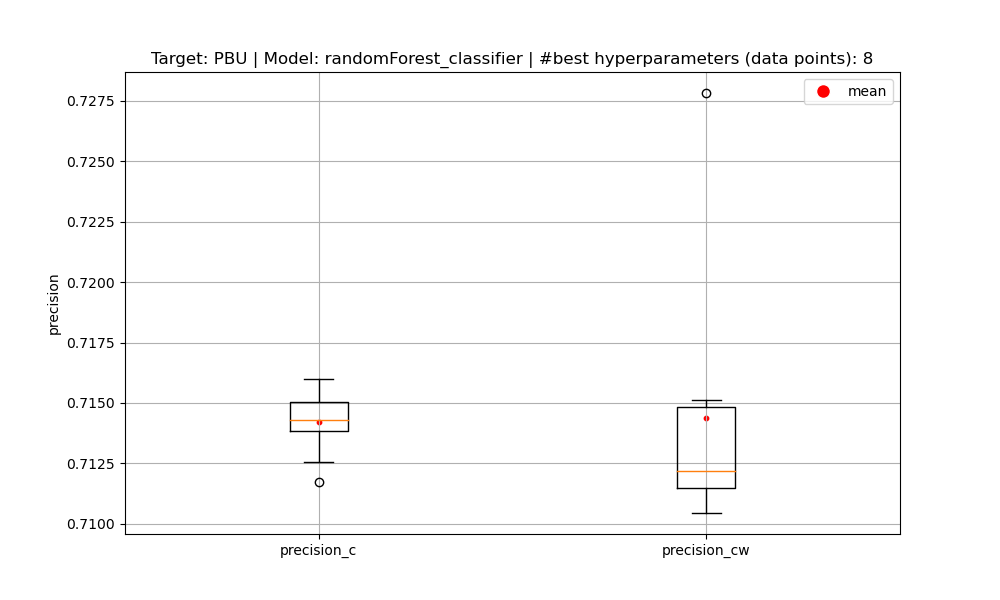 Target: PBU | Model: randomForest_classifier | #best hyperparameters (data points): 8
mean
0.7275
0.7250
0.7225
0.7200
0.7175
0.7150
0.7125
0.7100
precision
precision_c
precision_cw